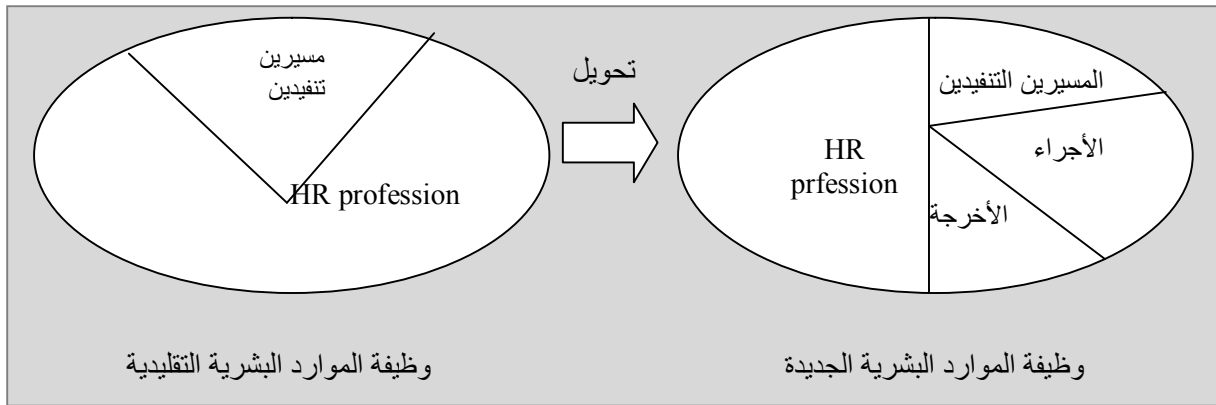 مسيرين
تنفيدين
HR profession
تحويل
المسيرين التنفيدين
الأجراء
HR
prfession
الأخرجة
وظيفة الموارد البشرية التقليدية
وظيفة الموارد البشرية الجديدة